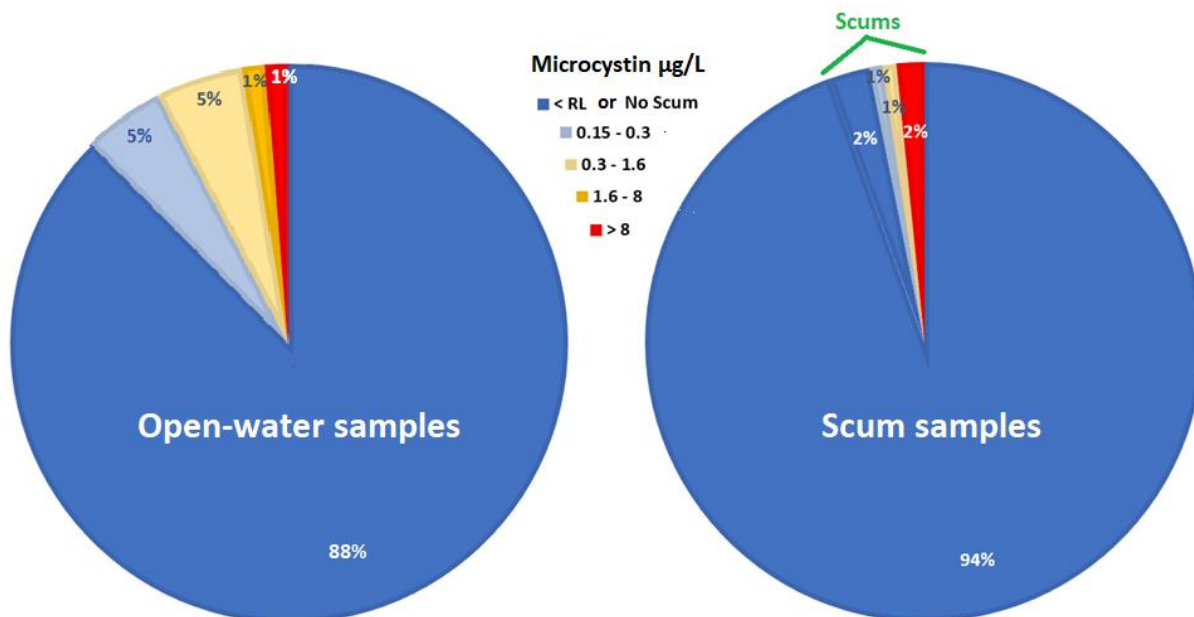 Scums
Microcystin µg/L
< RL or No Scum
0.15 - 0.3
0.3 - 1.6
1.6 - 8
> 8
5%
5%
1%
1%
Open-water samples
88%
2%
1%
1%
2%
Scum samples
94%